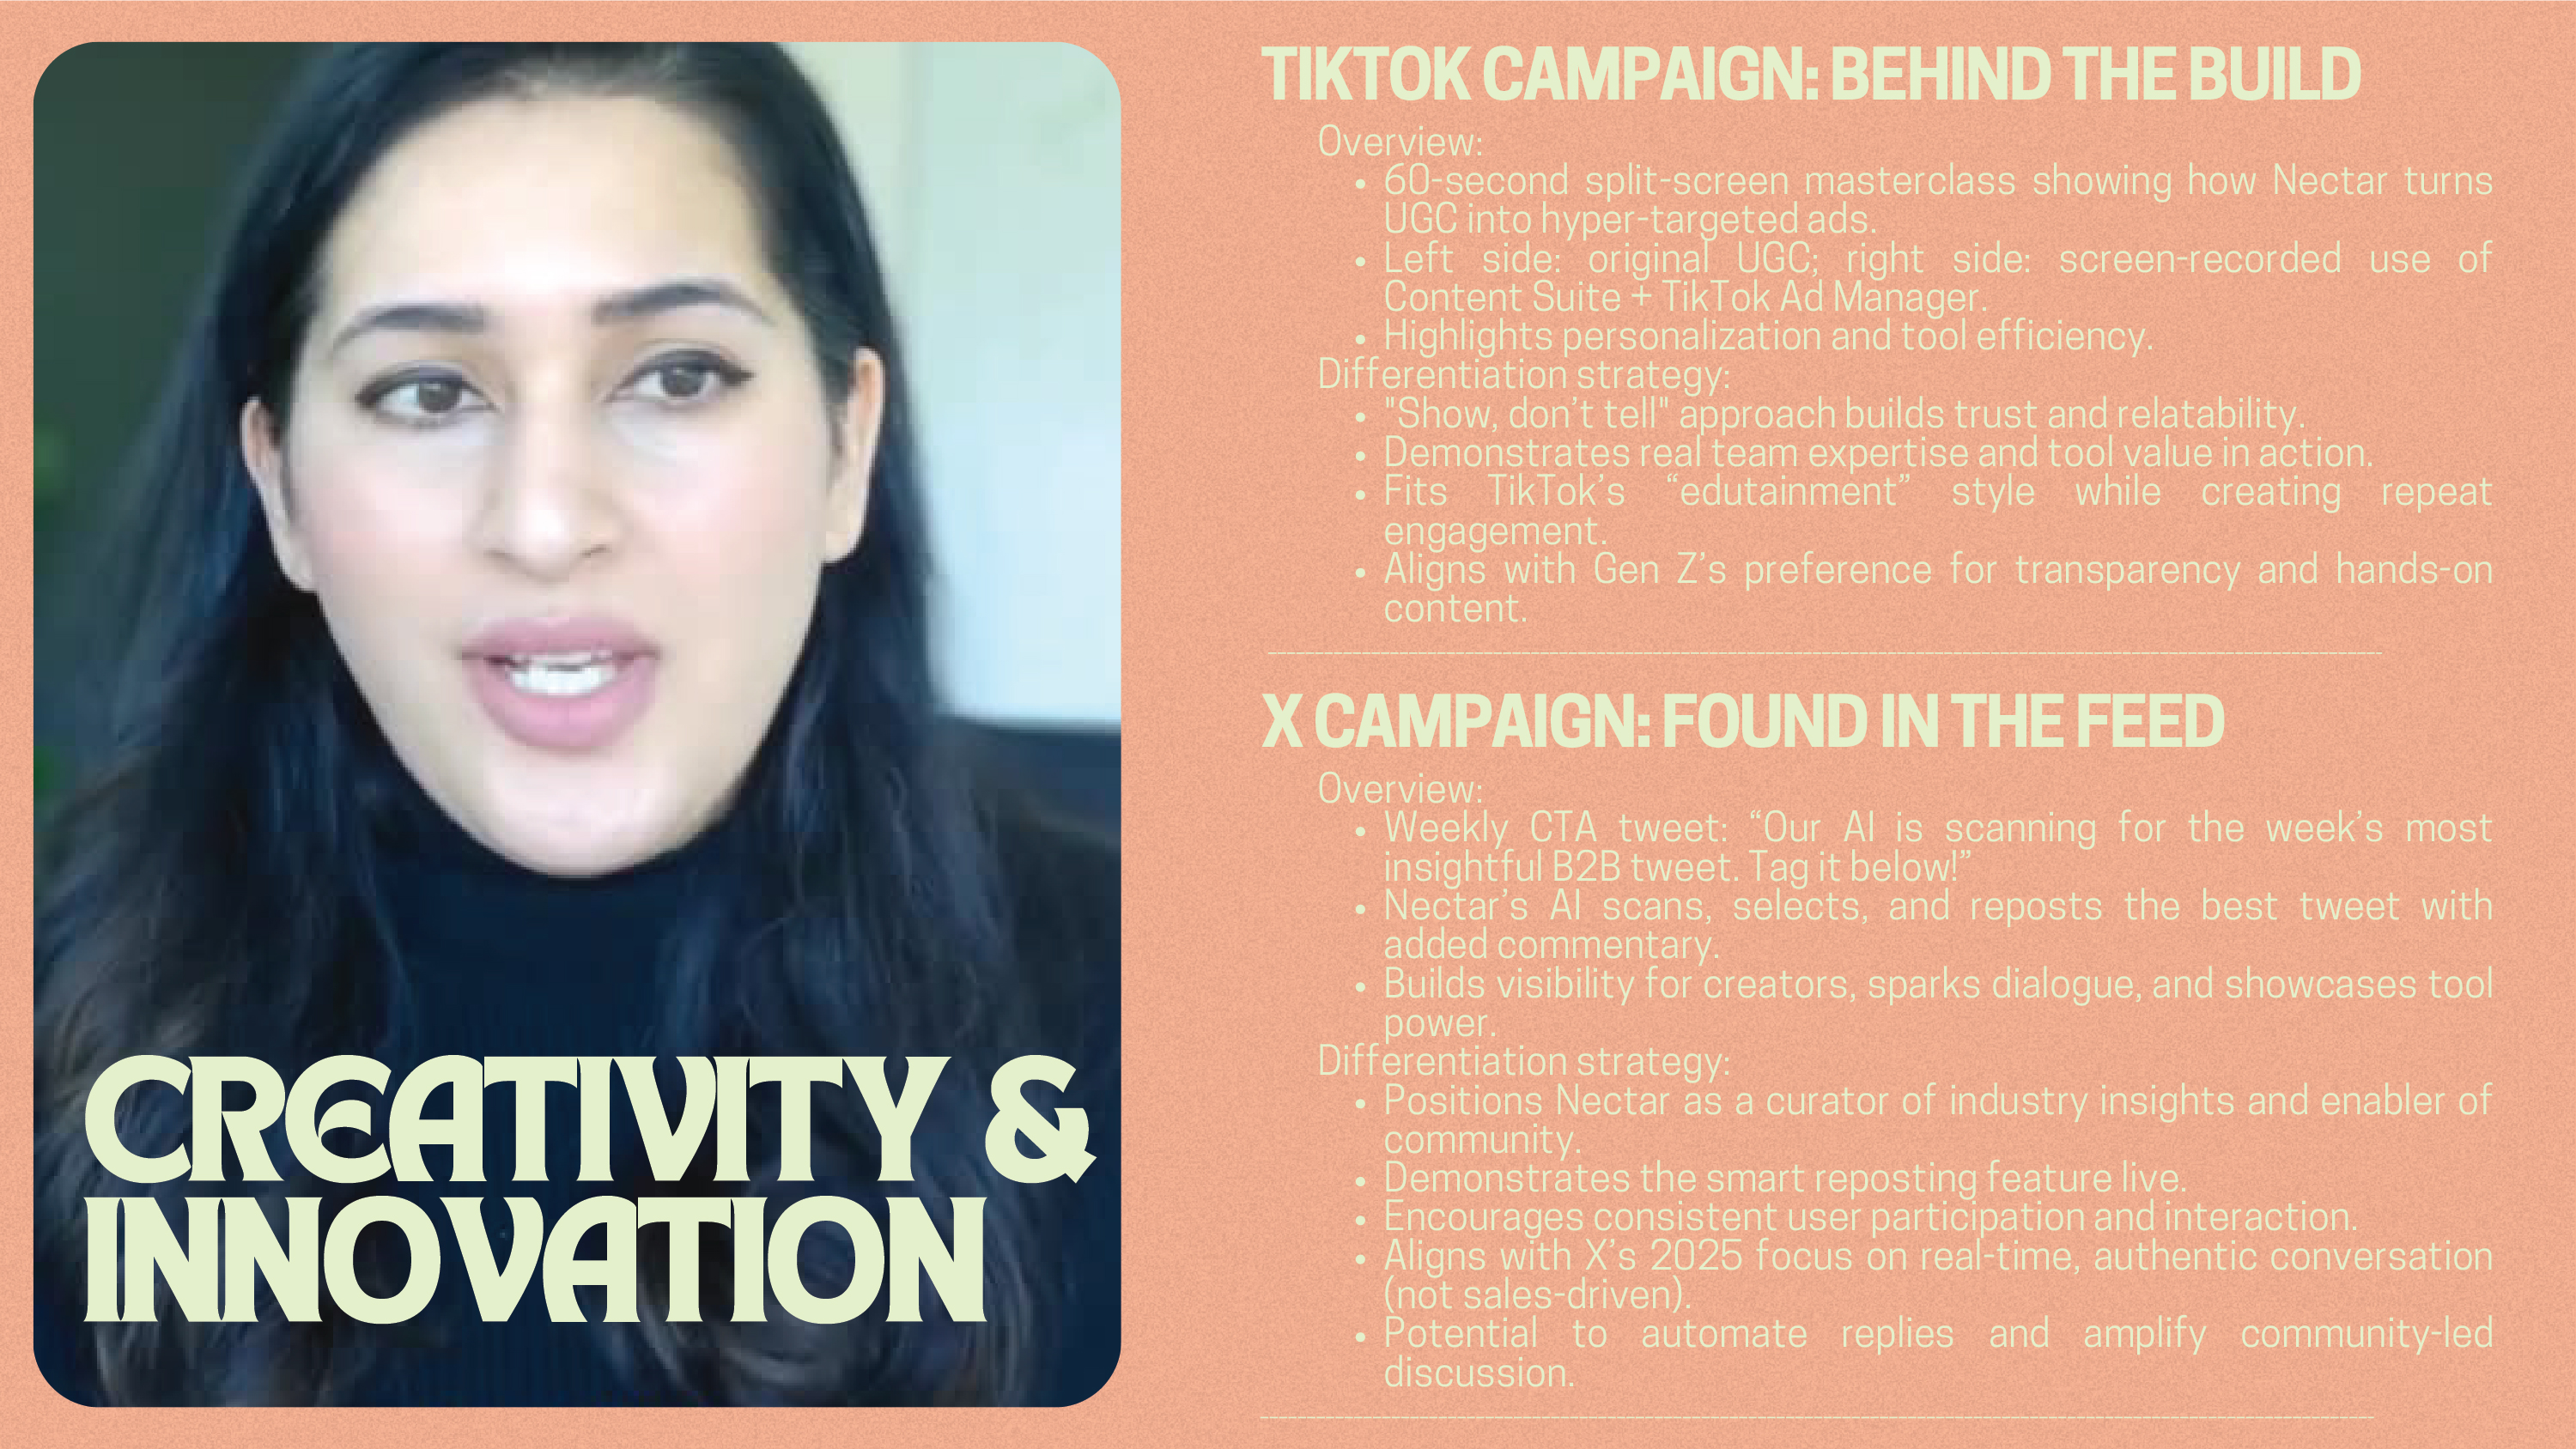 CREATIVITY &
INNOVATION
TIKTOK CAMPAIGN: BEHIND THE BUILD
Overview:
• 60-second split-screen masterclass showing how Nectar turns
UGC into hyper-targeted ads.
• Left side: original UGC; right side: screen-recorded use of
Content Suite + TikTok Ad Manager.
• Highlights personalization and tool efficiency.
Differentiation strategy:
• "Show, don’t tell" approach builds trust and relatability.
• Demonstrates real team expertise and tool value in action.
• Fits TikTok’s “edutainment” style while creating repeat
engagement.
• Aligns with Gen Z’s preference for transparency and hands-on
content.
X CAMPAIGN: FOUND IN THE FEED
Overview:
• Weekly CTA tweet: “Our AI is scanning for the week’s most
insightful B2B tweet. Tag it below!”
• Nectar’s AI scans, selects, and reposts the best tweet with
added commentary.
• Builds visibility for creators, sparks dialogue, and showcases tool
power.
Differentiation strategy:
• Positions Nectar as a curator of industry insights and enabler of
community.
• Demonstrates the smart reposting feature live.
• Encourages consistent user participation and interaction.
• Aligns with X’s 2025 focus on real-time, authentic conversation
(not sales-driven).
• Potential to automate replies and amplify community-led
discussion.